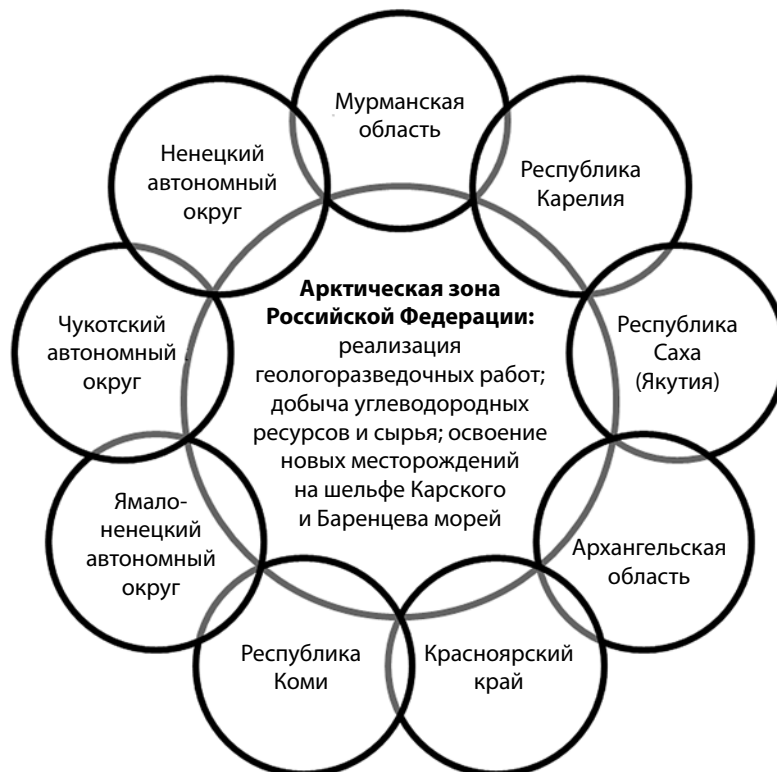 Мурманская
область
Республика
Карелия
Республика
Саха
(Якутия)
Архангельская
область
Красноярский
край
Республика
Коми
Ямало-
ненецкий
автономный
округ
Чукотский
автономный
округ
Ненецкий
автономный
округ
Арктическая зона
Российской Федерации:
реализация
геологоразведочных работ;
добыча углеводородных
ресурсов и сырья; освоение
новых месторождений
на шельфе Карского
и Баренцева морей